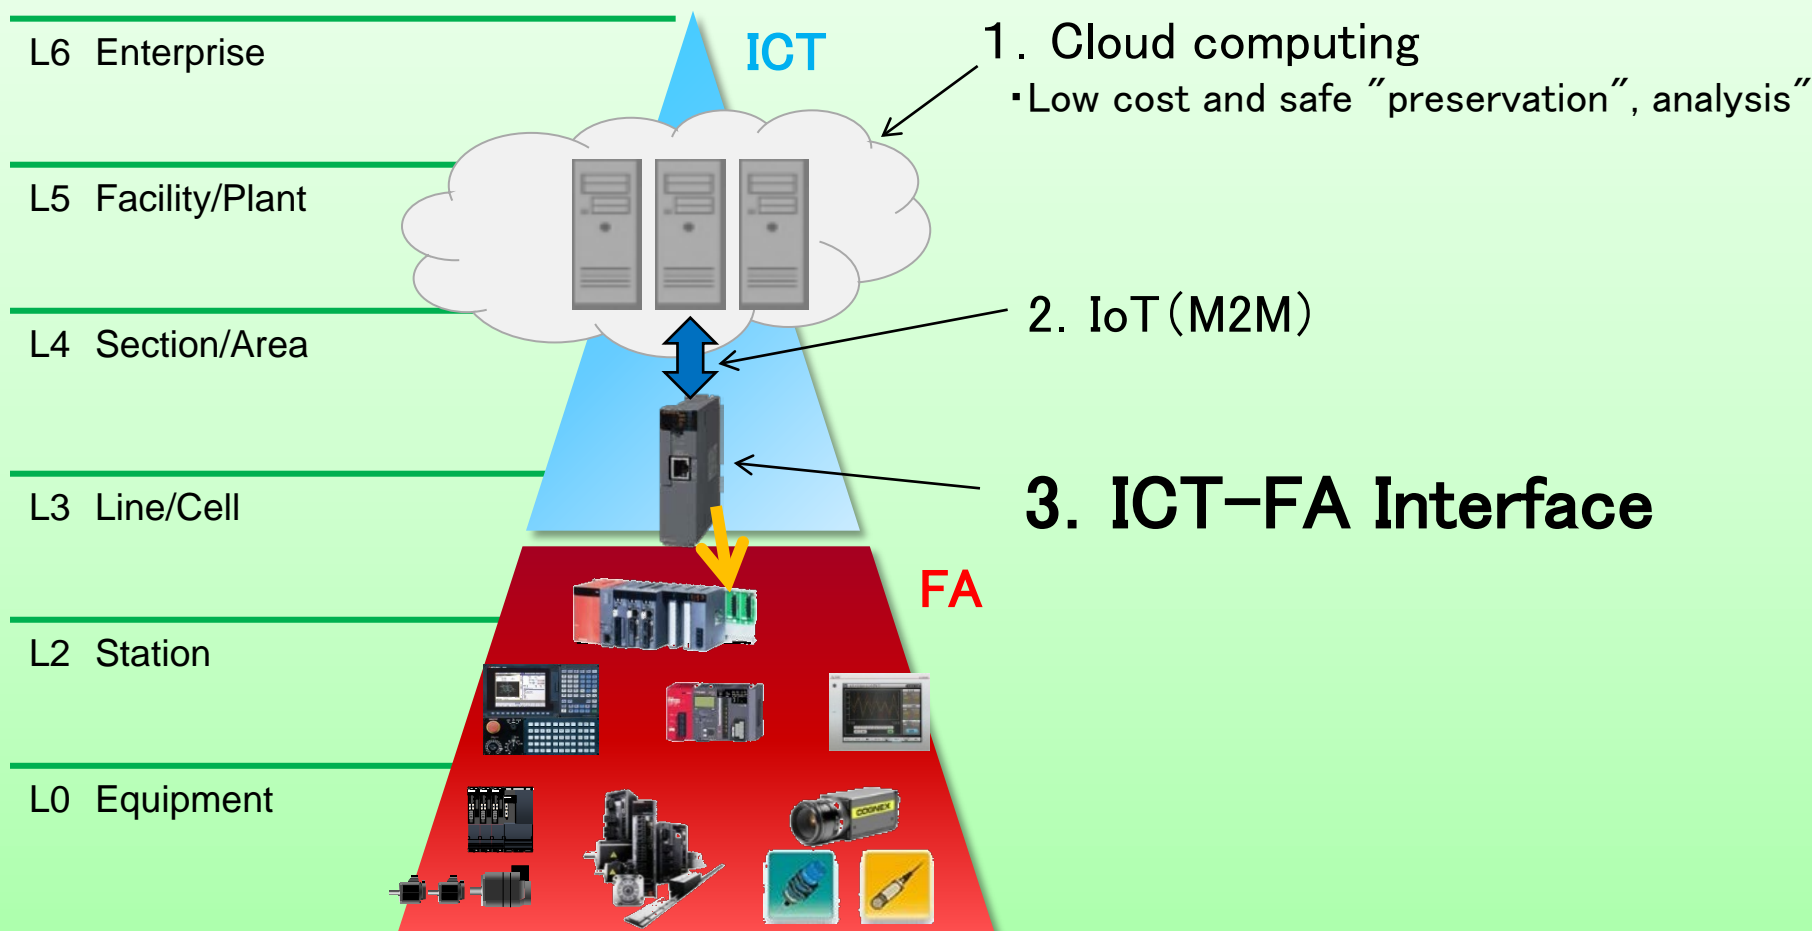 L6 Enterprise
ICT
1. Cloud computing
・Low cost and safe "preservation", analysis"
L5 Facility/Plant
2. IoT(M2M)
L4 Section/Area
3. ICT-FA Interface
L3 Line/Cell
FA
L2 Station
L0 Equipment
COGNEX